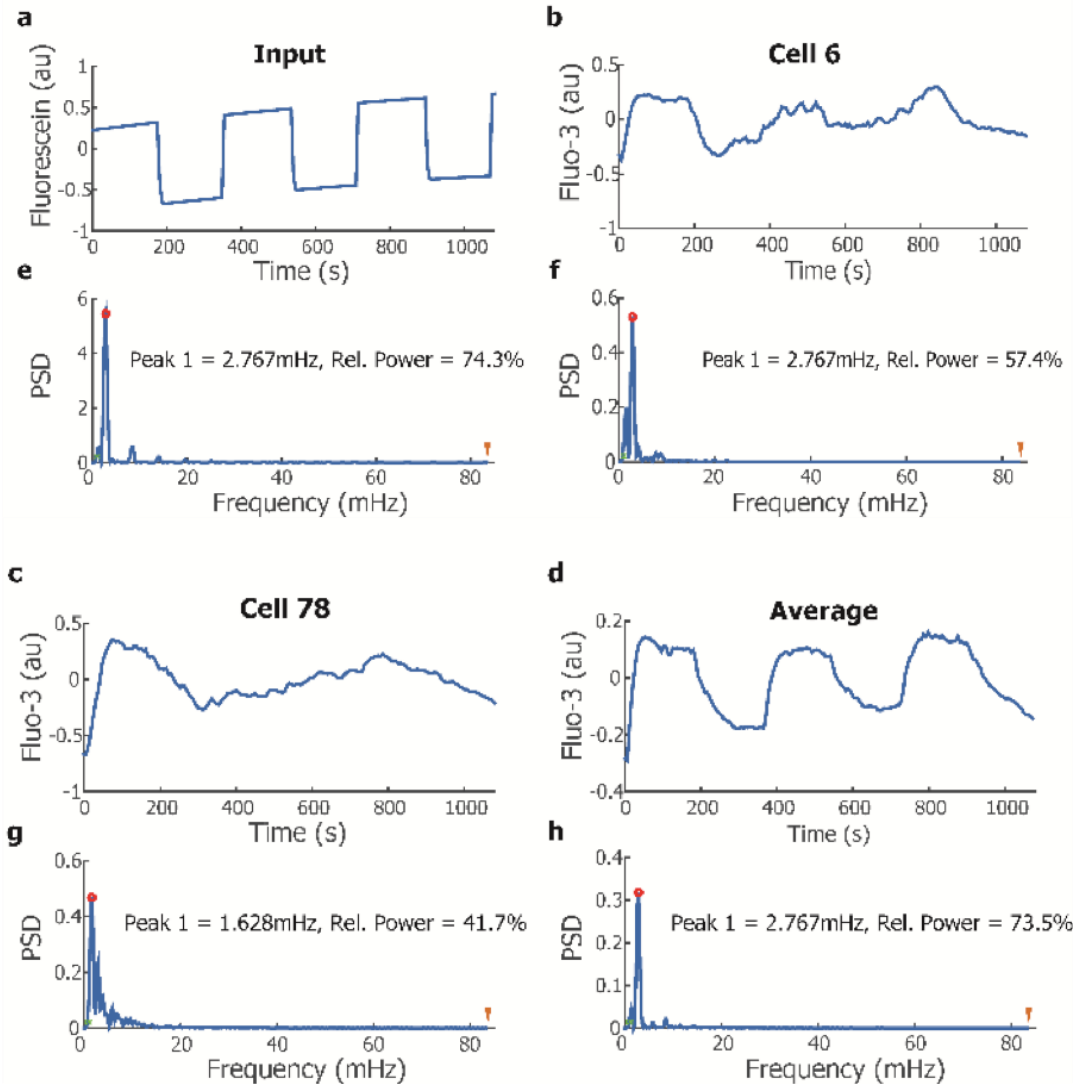 a
Input
Fluorescein (au)
1
0.5
0
-0.5
-1
0 200 400 600 800 1000
Time (s)
b
Cell 6
Fluo-3 (au)
0.5
0
-0.5
-1
0 200 400 600 800 1000
Time (s)
e
PSD
6
4
2
0
Peak 1 = 2.767mHz, Rel. Power = 74.3%
0 20 40 60 80
Frequency (mHz)
f
PSD
0.6
0.4
0.2
0
Peak 1 = 2.767mHz, Rel. Power = 57.4%
0 20 40 60 80
Frequency (mHz)
c
Cell 78
Fluo-3 (au)
0.5
0
-0.5
-1
0 200 400 600 800 1000
Time (s)
d
Average
Fluo-3 (au)
0.2
0
-0.2
-0.4
0 200 400 600 800 1000
Time (s)
g
PSD
0.6
0.4
0.2
0
Peak 1 = 1.628mHz, Rel. Power = 41.7%
0 20 40 60 80
Frequency (mHz)
h
PSD
0.4
0.3
0.2
0.1
0
Peak 1 = 2.767mHz, Rel. Power = 73.5%
0 20 40 60 80
Frequency (mHz)